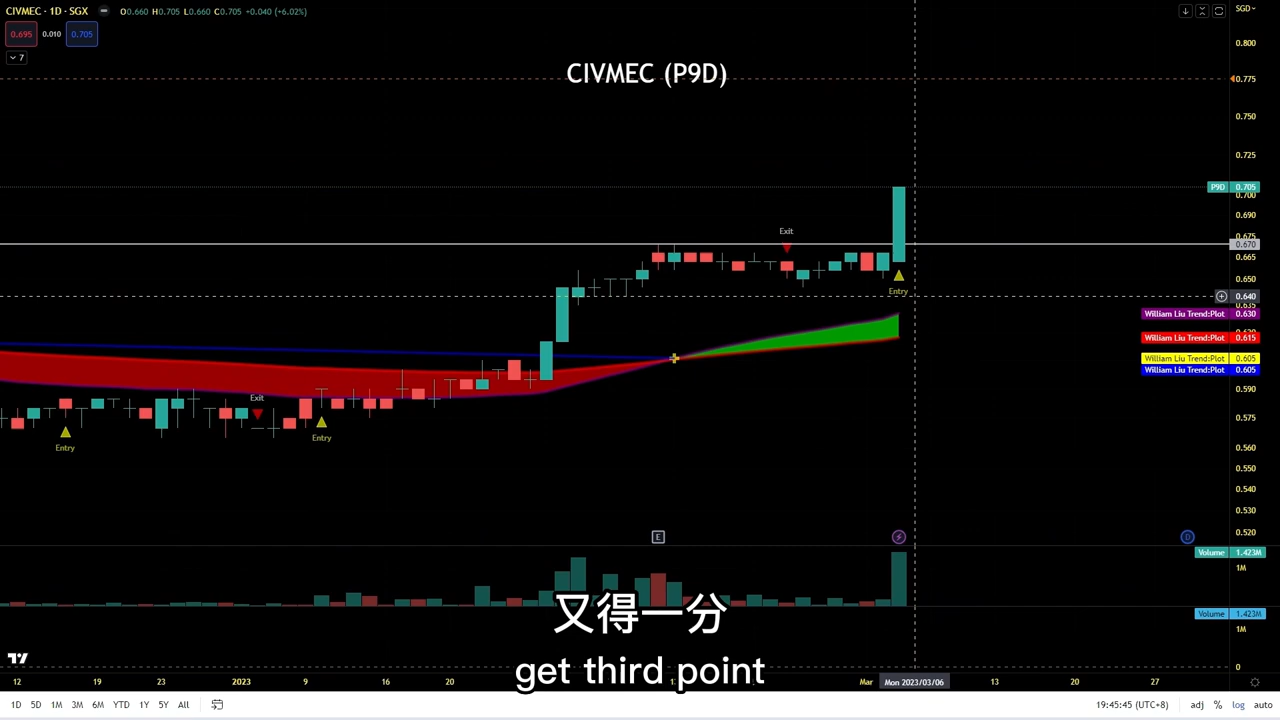 CIVMEC · 1D · SGX O0.660 H0.705 L0.660 C0.705 +0.040 (+6.02%)
SGD
0.695 0.010 0.705
7
CIVMEC (P9D)
0.800
0.775
0.750
0.725
P9D 0.705
0.700
0.690
0.675
0.670
0.665
0.650
0.640
0.635
William Liu Trend:Plot 0.630
William Liu Trend:Plot 0.615
William Liu Trend:Plot 0.605
William Liu Trend:Plot 0.605
0.590
0.575
0.560
0.550
0.540
0.530
0.520
Exit
Entry
Exit
Entry
Entry
E
D
Volume 1.423M
1M
Volume 1.423M
1M
0
又得一分
get third point
12 19 23 2023 9 16 20 Mar Mon 2023/03/06 13 20 27
1D 5D 1M 3M 6M YTD 1Y 5Y All
19:45:45 (UTC+8) adj % log auto